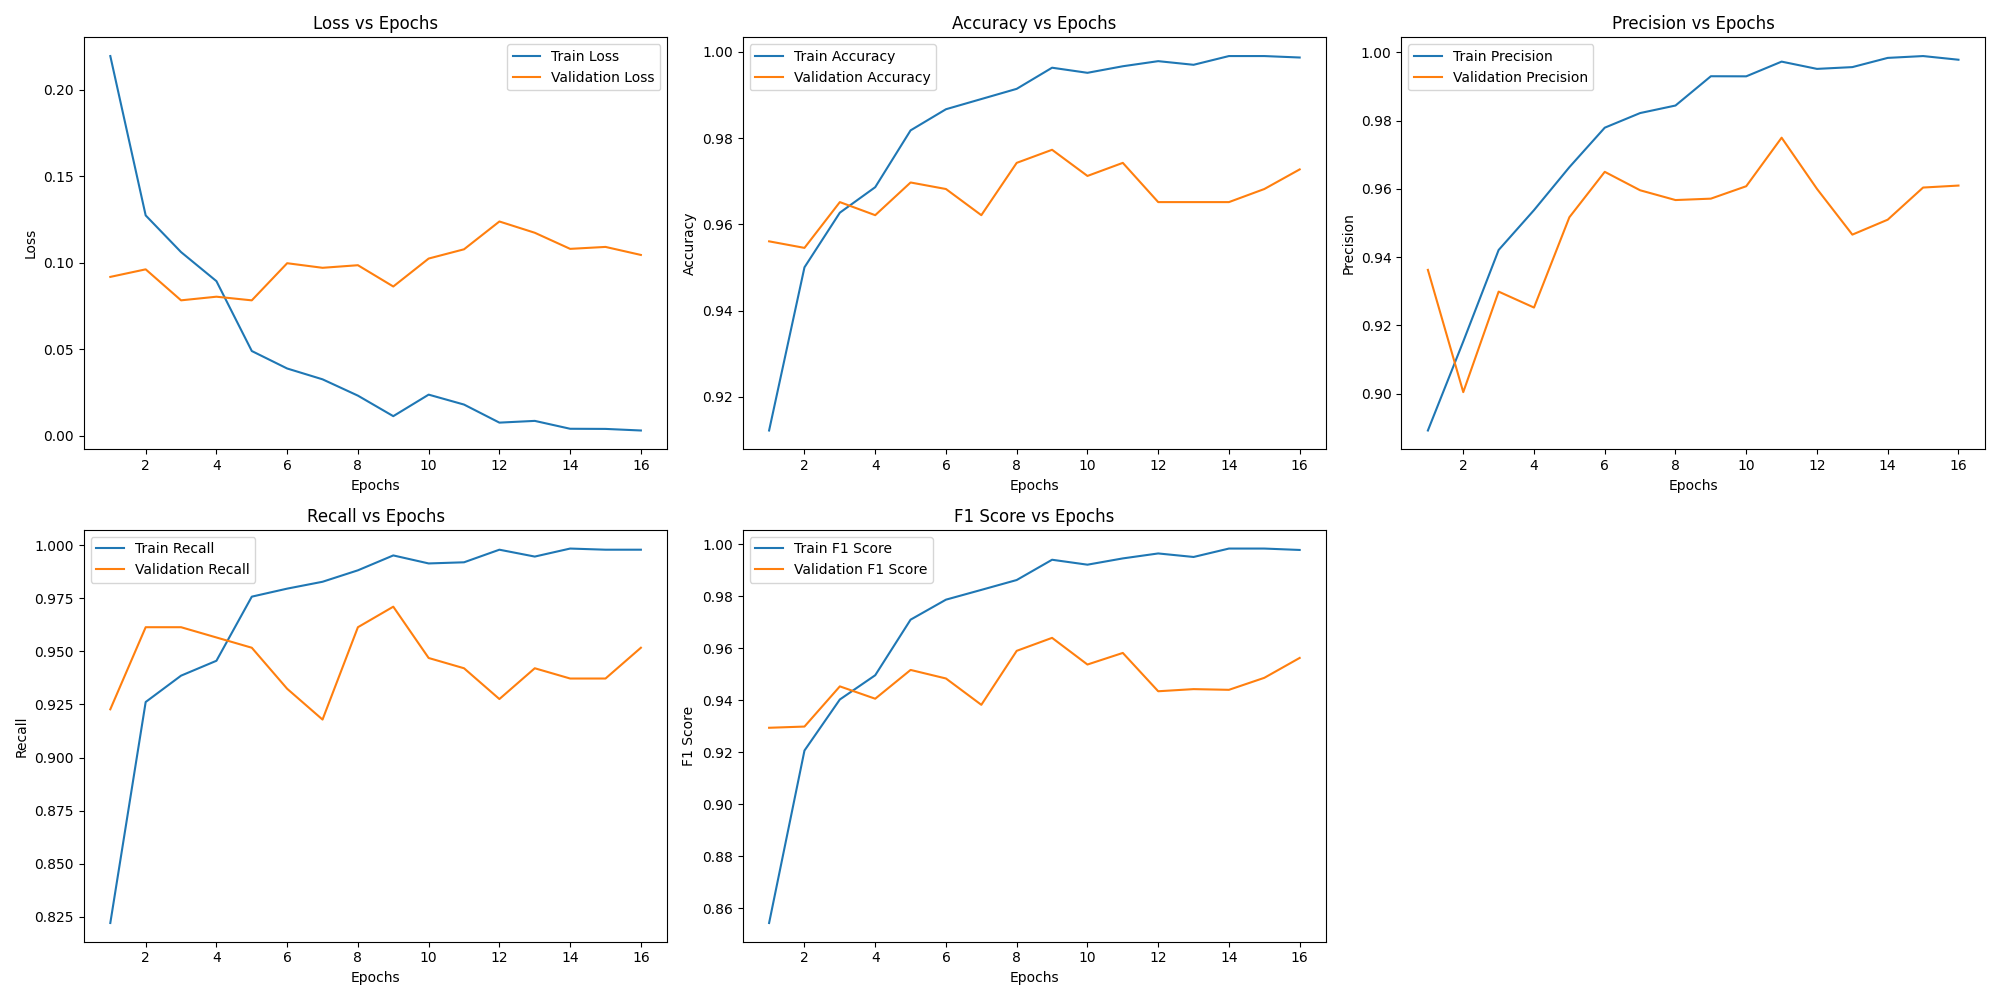 Loss vs Epochs
Train Loss
Validation Loss
0.20
0.15
0.10
0.05
0.00
Loss
2 4 6 8 10 12 14 16
Epochs
Accuracy vs Epochs
Train Accuracy
Validation Accuracy
1.00
0.98
0.96
0.94
0.92
Accuracy
2 4 6 8 10 12 14 16
Epochs
Precision vs Epochs
Train Precision
Validation Precision
1.00
0.98
0.96
0.94
0.92
0.90
Precision
2 4 6 8 10 12 14 16
Epochs
Recall vs Epochs
Train Recall
Validation Recall
1.000
0.975
0.950
0.925
0.900
0.875
0.850
0.825
Recall
2 4 6 8 10 12 14 16
Epochs
F1 Score vs Epochs
Train F1 Score
Validation F1 Score
1.00
0.98
0.96
0.94
0.92
0.90
0.88
0.86
F1 Score
2 4 6 8 10 12 14 16
Epochs